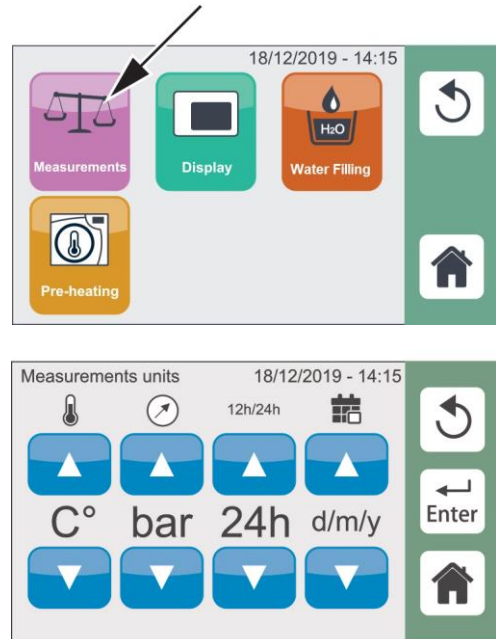 18/12/2019 - 14:15
Measurements
Display
H2O
Water Filling
Pre-heating
Measurements units 18/12/2019 - 14:15
12h/24h
C° bar 24h d/m/y
Enter